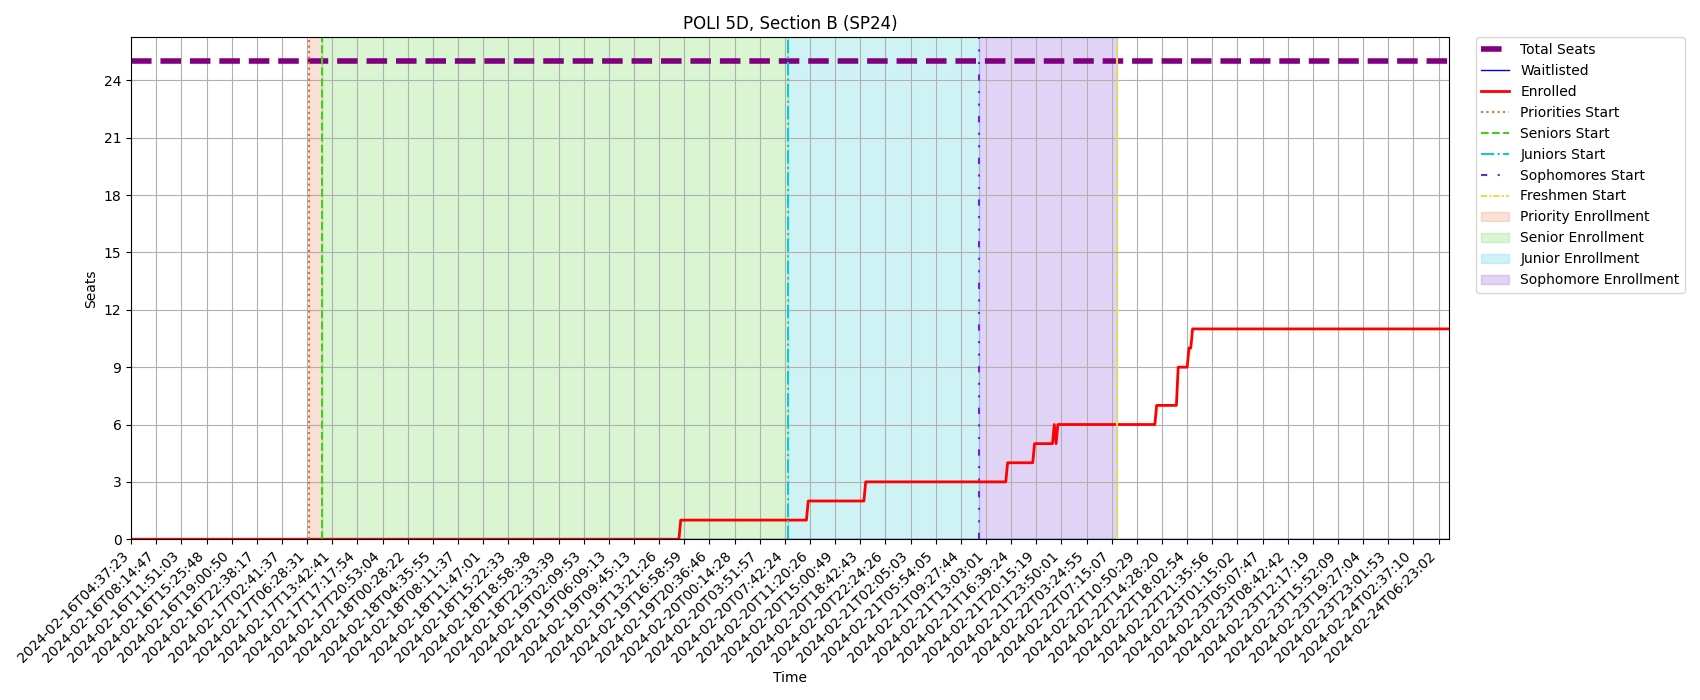 POLI 5D, Section B (SP24)
Total Seats
Waitlisted
Enrolled
Priorities Start
Seniors Start
Juniors Start
Sophomores Start
Freshmen Start
Priority Enrollment
Senior Enrollment
Junior Enrollment
Sophomore Enrollment
Seats
24
21
18
15
12
9
6
3
0
2024-02-16T04:37:23
2024-02-16T08:14:47
2024-02-16T11:51:03
2024-02-16T15:25:48
2024-02-16T19:00:50
2024-02-16T22:38:17
2024-02-17T02:41:37
2024-02-17T06:28:31
2024-02-17T13:42:41
2024-02-17T17:17:54
2024-02-17T20:53:04
2024-02-18T00:28:22
2024-02-18T04:35:55
2024-02-18T08:11:37
2024-02-18T11:47:01
2024-02-18T15:22:33
2024-02-18T18:58:38
2024-02-18T22:33:39
2024-02-19T02:09:53
2024-02-19T06:09:13
2024-02-19T09:45:13
2024-02-19T13:21:26
2024-02-19T16:58:59
2024-02-19T20:36:46
2024-02-20T00:14:28
2024-02-20T03:51:57
2024-02-20T07:42:24
2024-02-20T11:20:26
2024-02-20T15:00:49
2024-02-20T18:42:43
2024-02-20T22:24:26
2024-02-21T02:05:03
2024-02-21T05:54:05
2024-02-21T09:27:44
2024-02-21T13:03:01
2024-02-21T16:39:24
2024-02-21T20:15:19
2024-02-21T23:50:01
2024-02-22T03:24:55
2024-02-22T07:15:07
2024-02-22T10:50:29
2024-02-22T14:28:20
2024-02-22T18:02:54
2024-02-22T21:35:56
2024-02-23T01:15:02
2024-02-23T05:07:47
2024-02-23T08:42:42
2024-02-23T12:17:19
2024-02-23T15:52:09
2024-02-23T19:27:04
2024-02-23T23:01:53
2024-02-24T02:37:10
2024-02-24T06:23:02
Time